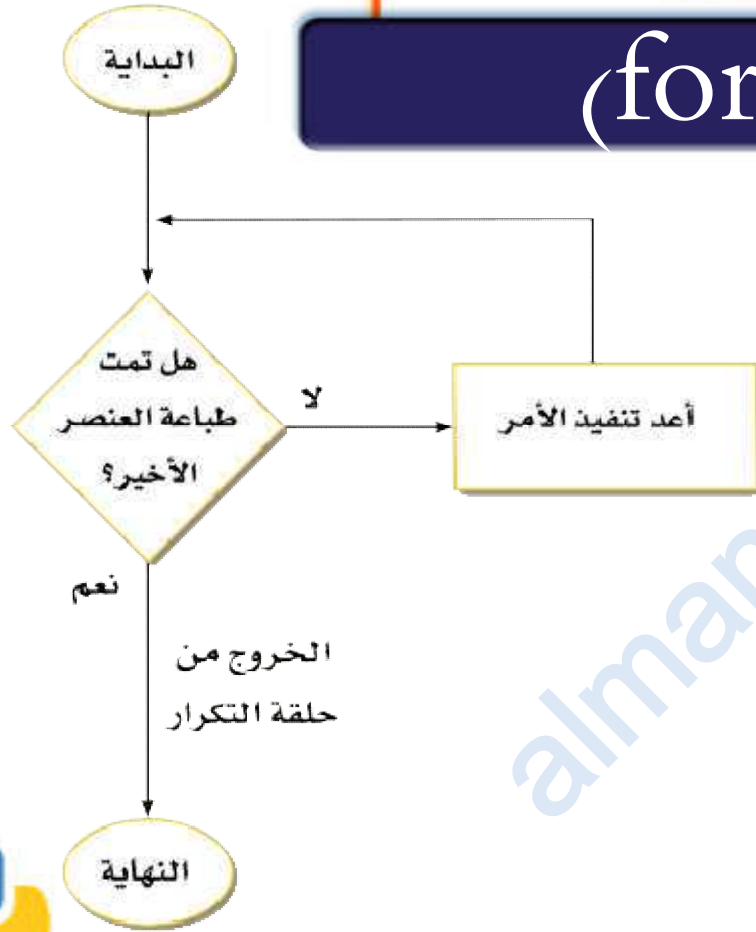 (for
البداية
هل تمت
طباعة العنصر
الأخير؟
لا
أعد تنفيذ الأمر
نعم
الخروج من
حلقة التكرار
النهاية